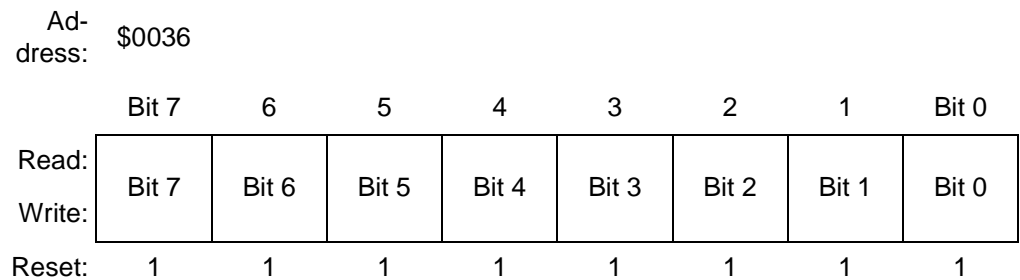 Ad-
dress: $0036
Bit 7 6 5 4 3 2 1 Bit 0
Read:
Bit 7 Bit 6 Bit 5 Bit 4 Bit 3 Bit 2 Bit 1 Bit 0
Write:
Reset: 1 1 1 1 1 1 1 1